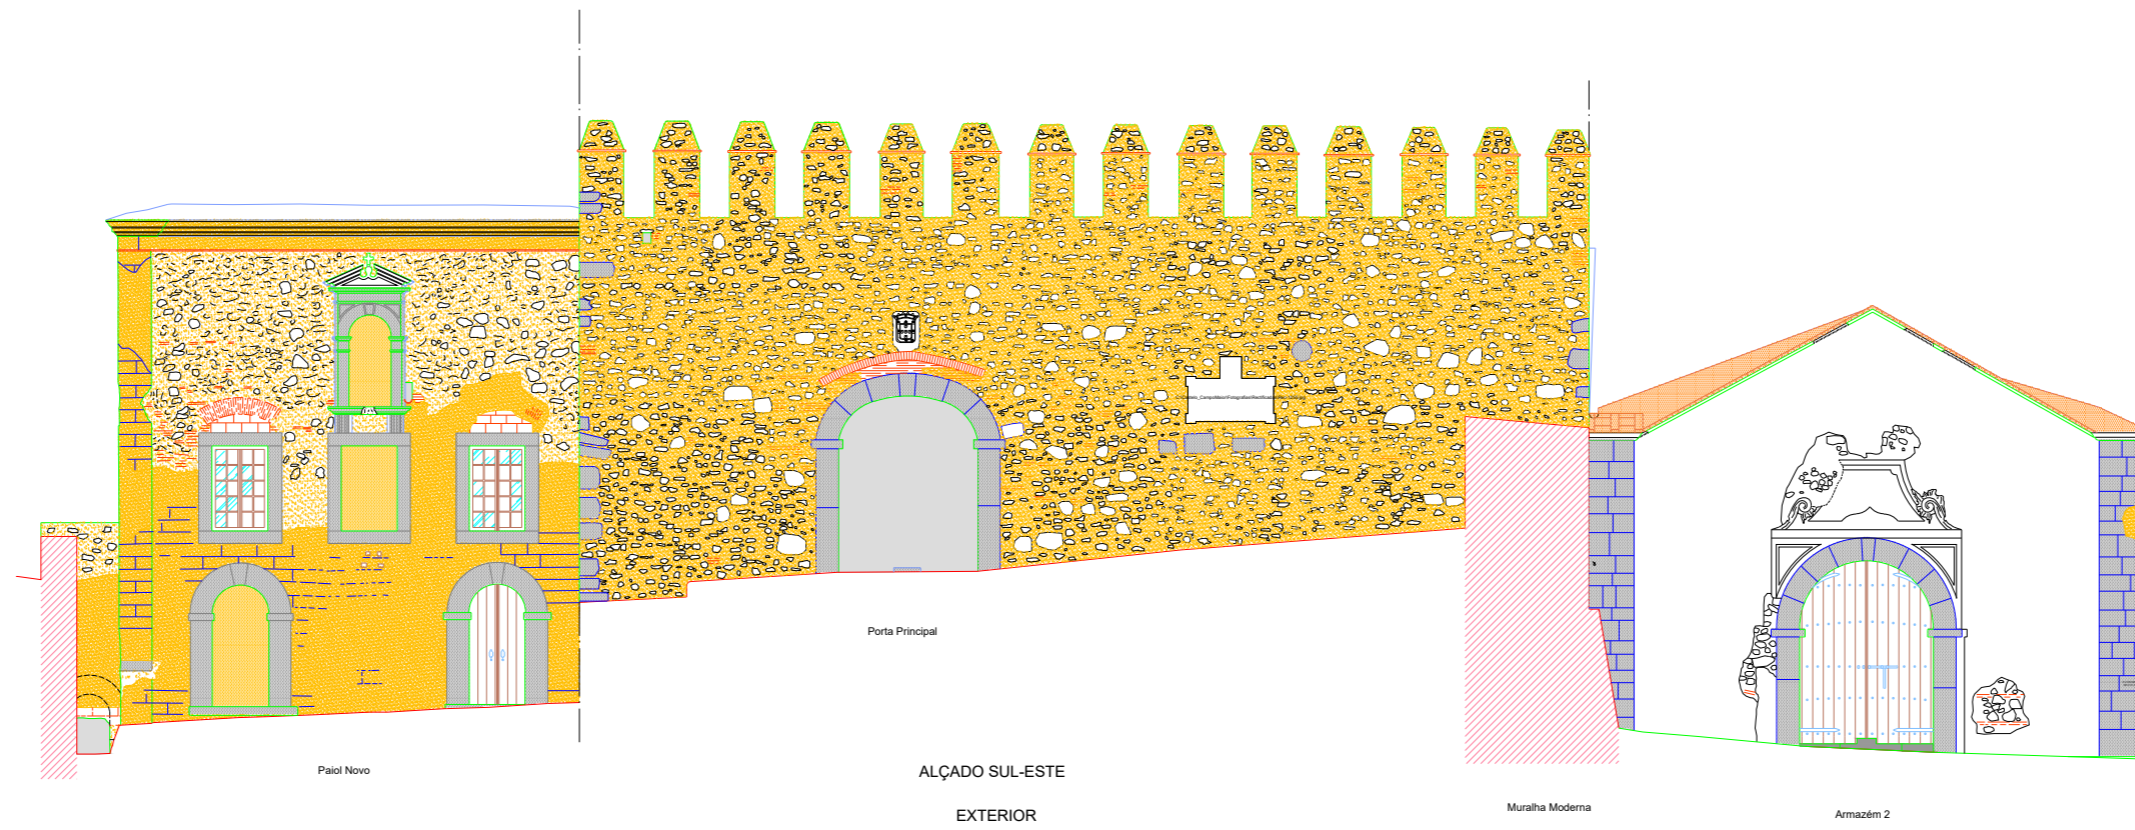 Porta Principal
Paiol Novo
ALÇADO SUL-ESTE
EXTERIOR
Muralha Moderna
Armazém 2